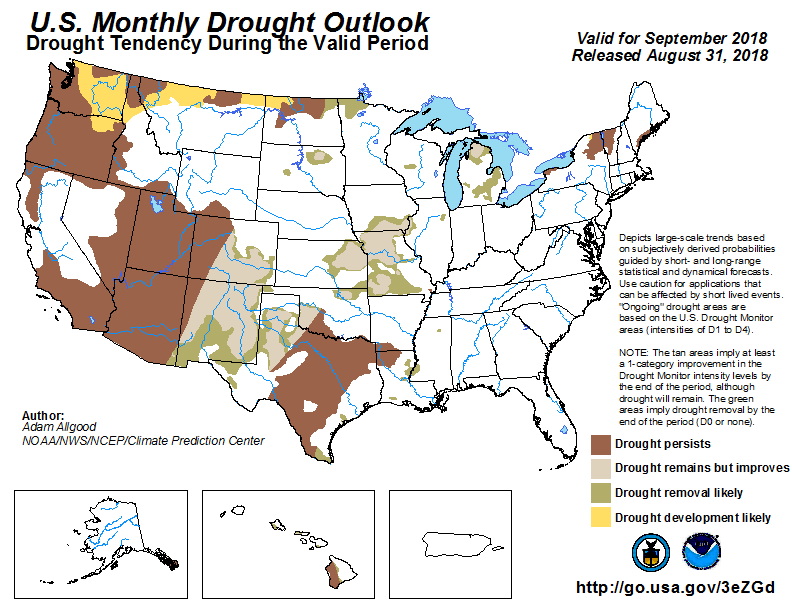 U.S. Monthly Drought Outlook
Drought Tendency During the Valid Period
Valid for September 2018
Released August 31, 2018
Depicts large-scale trends based
on subjectively derived probabilities
guided by short- and long-range
statistical and dynamical forecasts.
Use caution for applications that
can be affected by short lived events.
"Ongoing" drought areas are
based on the U.S. Drought Monitor
areas (intensities of D1 to D4).
NOTE: The tan areas imply at least
a 1-category improvement in the
Drought Monitor intensity levels by
the end of the period, although
drought will remain. The green
areas imply drought removal by the
end of the period (D0 or none).
Author:
Adam Allgood
NOAA/NWS/NCEP/Climate Prediction Center
Drought persists
Drought remains but improves
Drought removal likely
Drought development likely
http://go.usa.gov/3eZGd